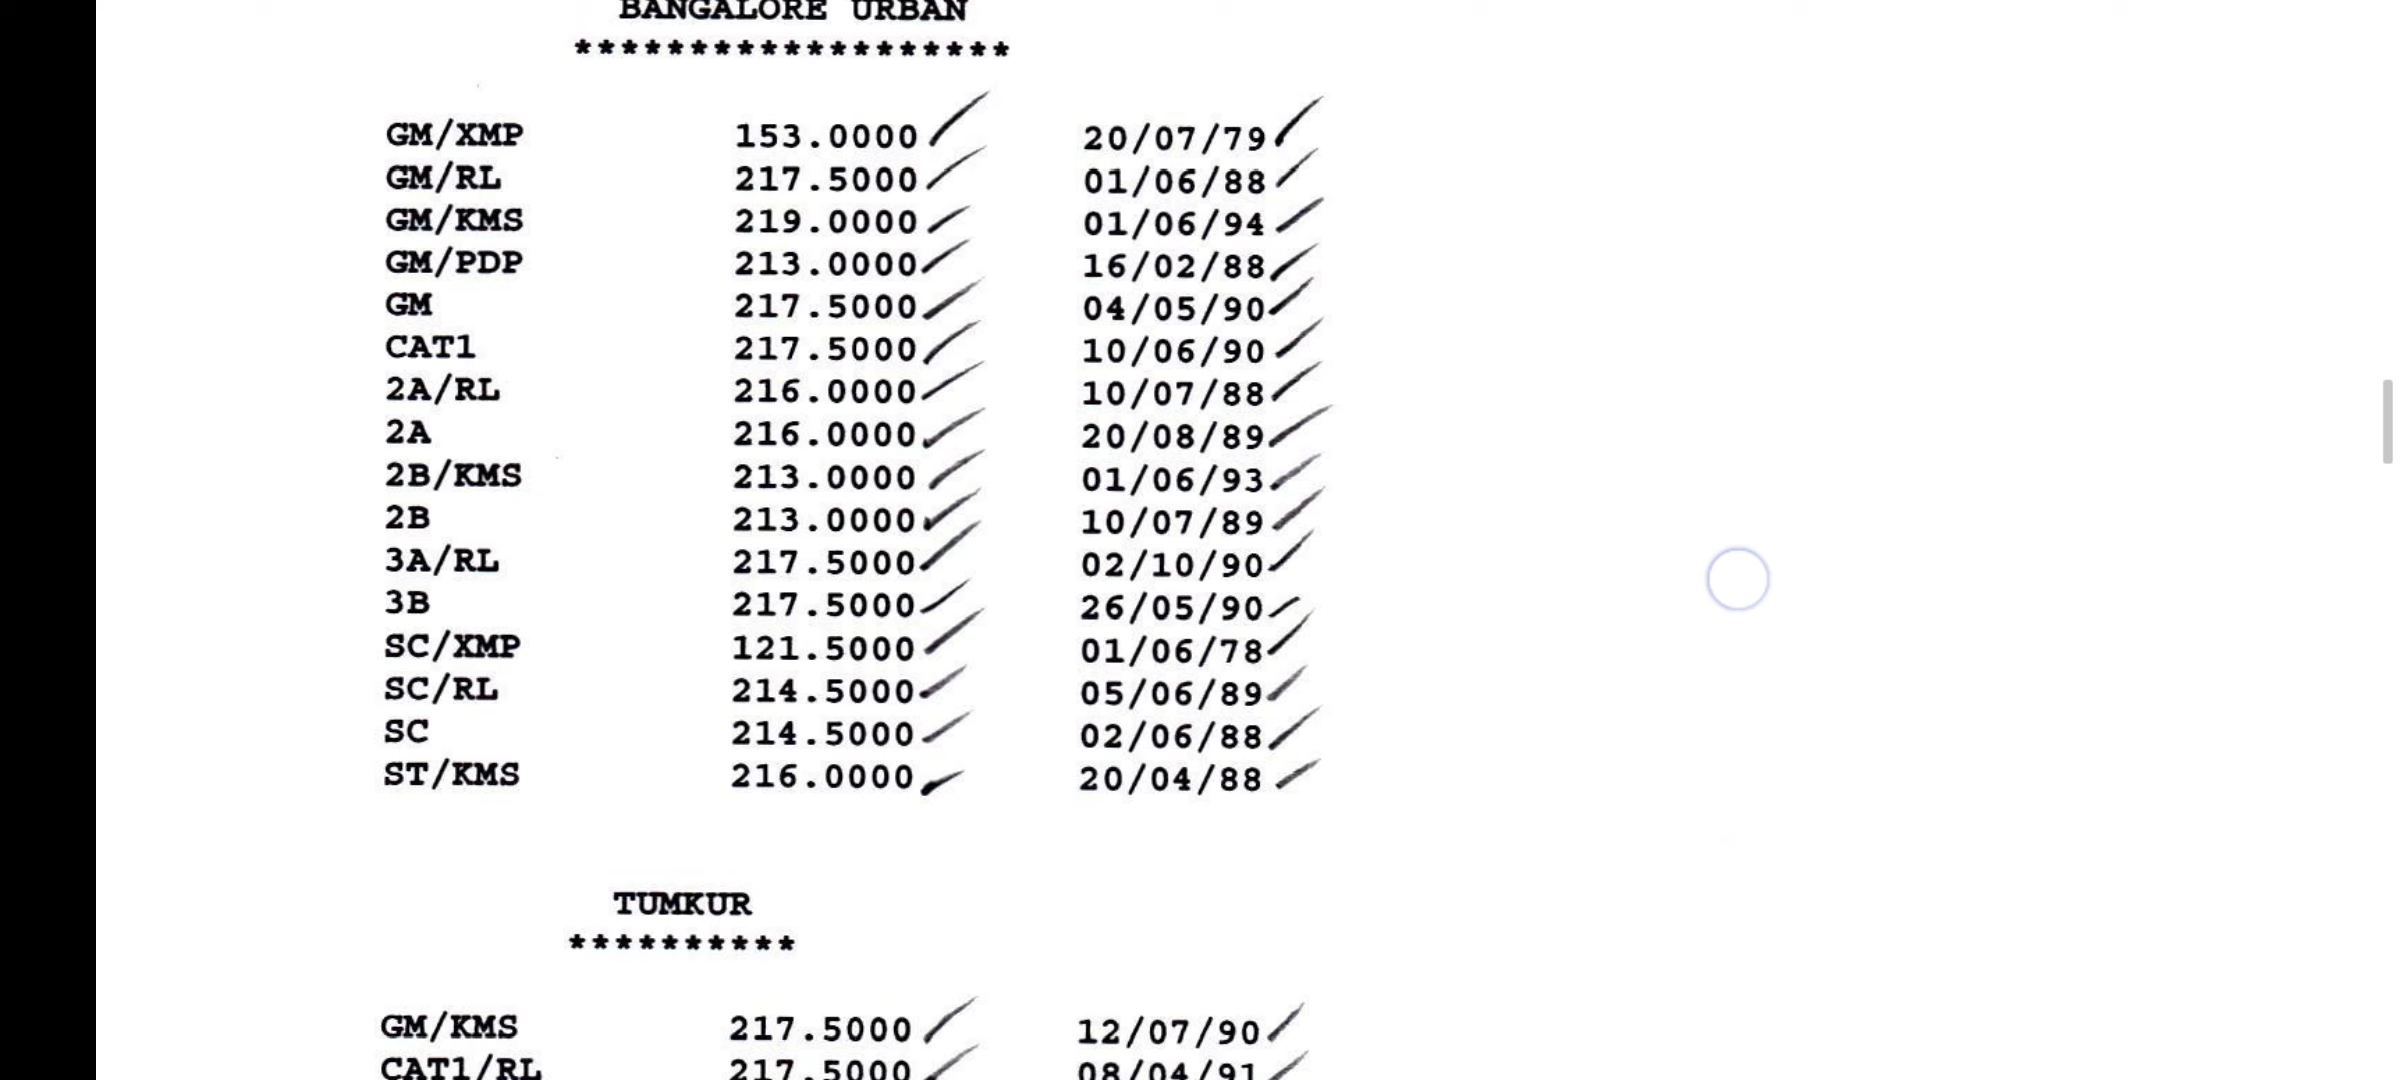 BANGALORE URBAN
*******************
GM/XMP 153.0000 20/07/79
GM/RL 217.5000 01/06/88
GM/KMS 219.0000 01/06/94
GM/PDP 213.0000 16/02/88
GM 217.5000 04/05/90
CAT1 217.5000 10/06/90
2A/RL 216.0000 10/07/88
2A 216.0000 20/08/89
2B/KMS 213.0000 01/06/93
2B 213.0000 10/07/89
3A/RL 217.5000 02/10/90
3B 217.5000 26/05/90
SC/XMP 121.5000 01/06/78
SC/RL 214.5000 05/06/89
SC 214.5000 02/06/88
ST/KMS 216.0000 20/04/88
TUMKUR
**********
GM/KMS 217.5000 12/07/90
CAT1/RL 217.5000 08/04/91